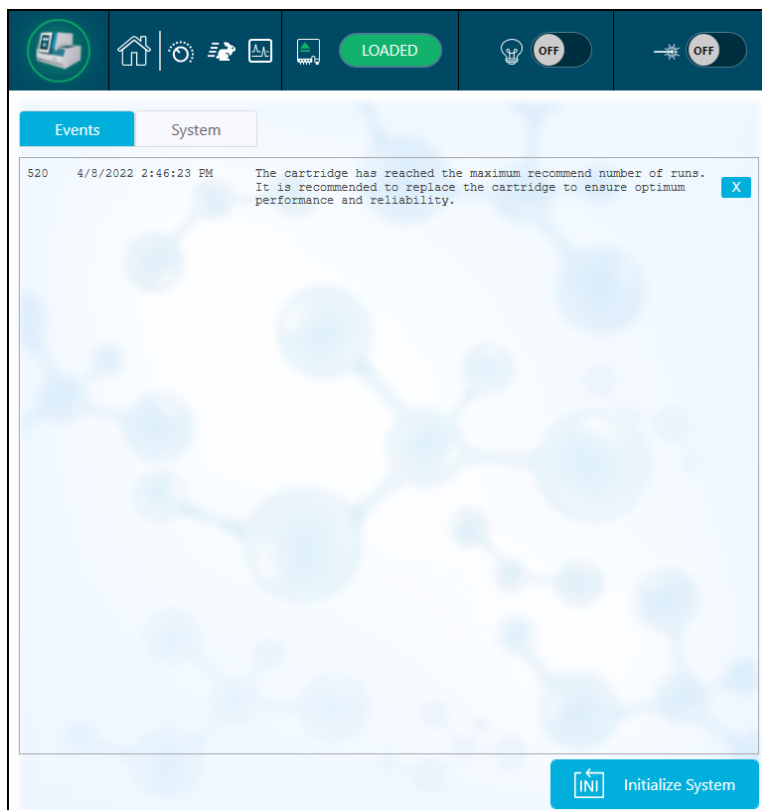 LOADED
OFF
OFF
Events
System
520 4/8/2022 2:46:23 PM The cartridge has reached the maximum recommend number of runs.
It is recommended to replace the cartridge to ensure optimum
performance and reliability.
X
INI Initialize System